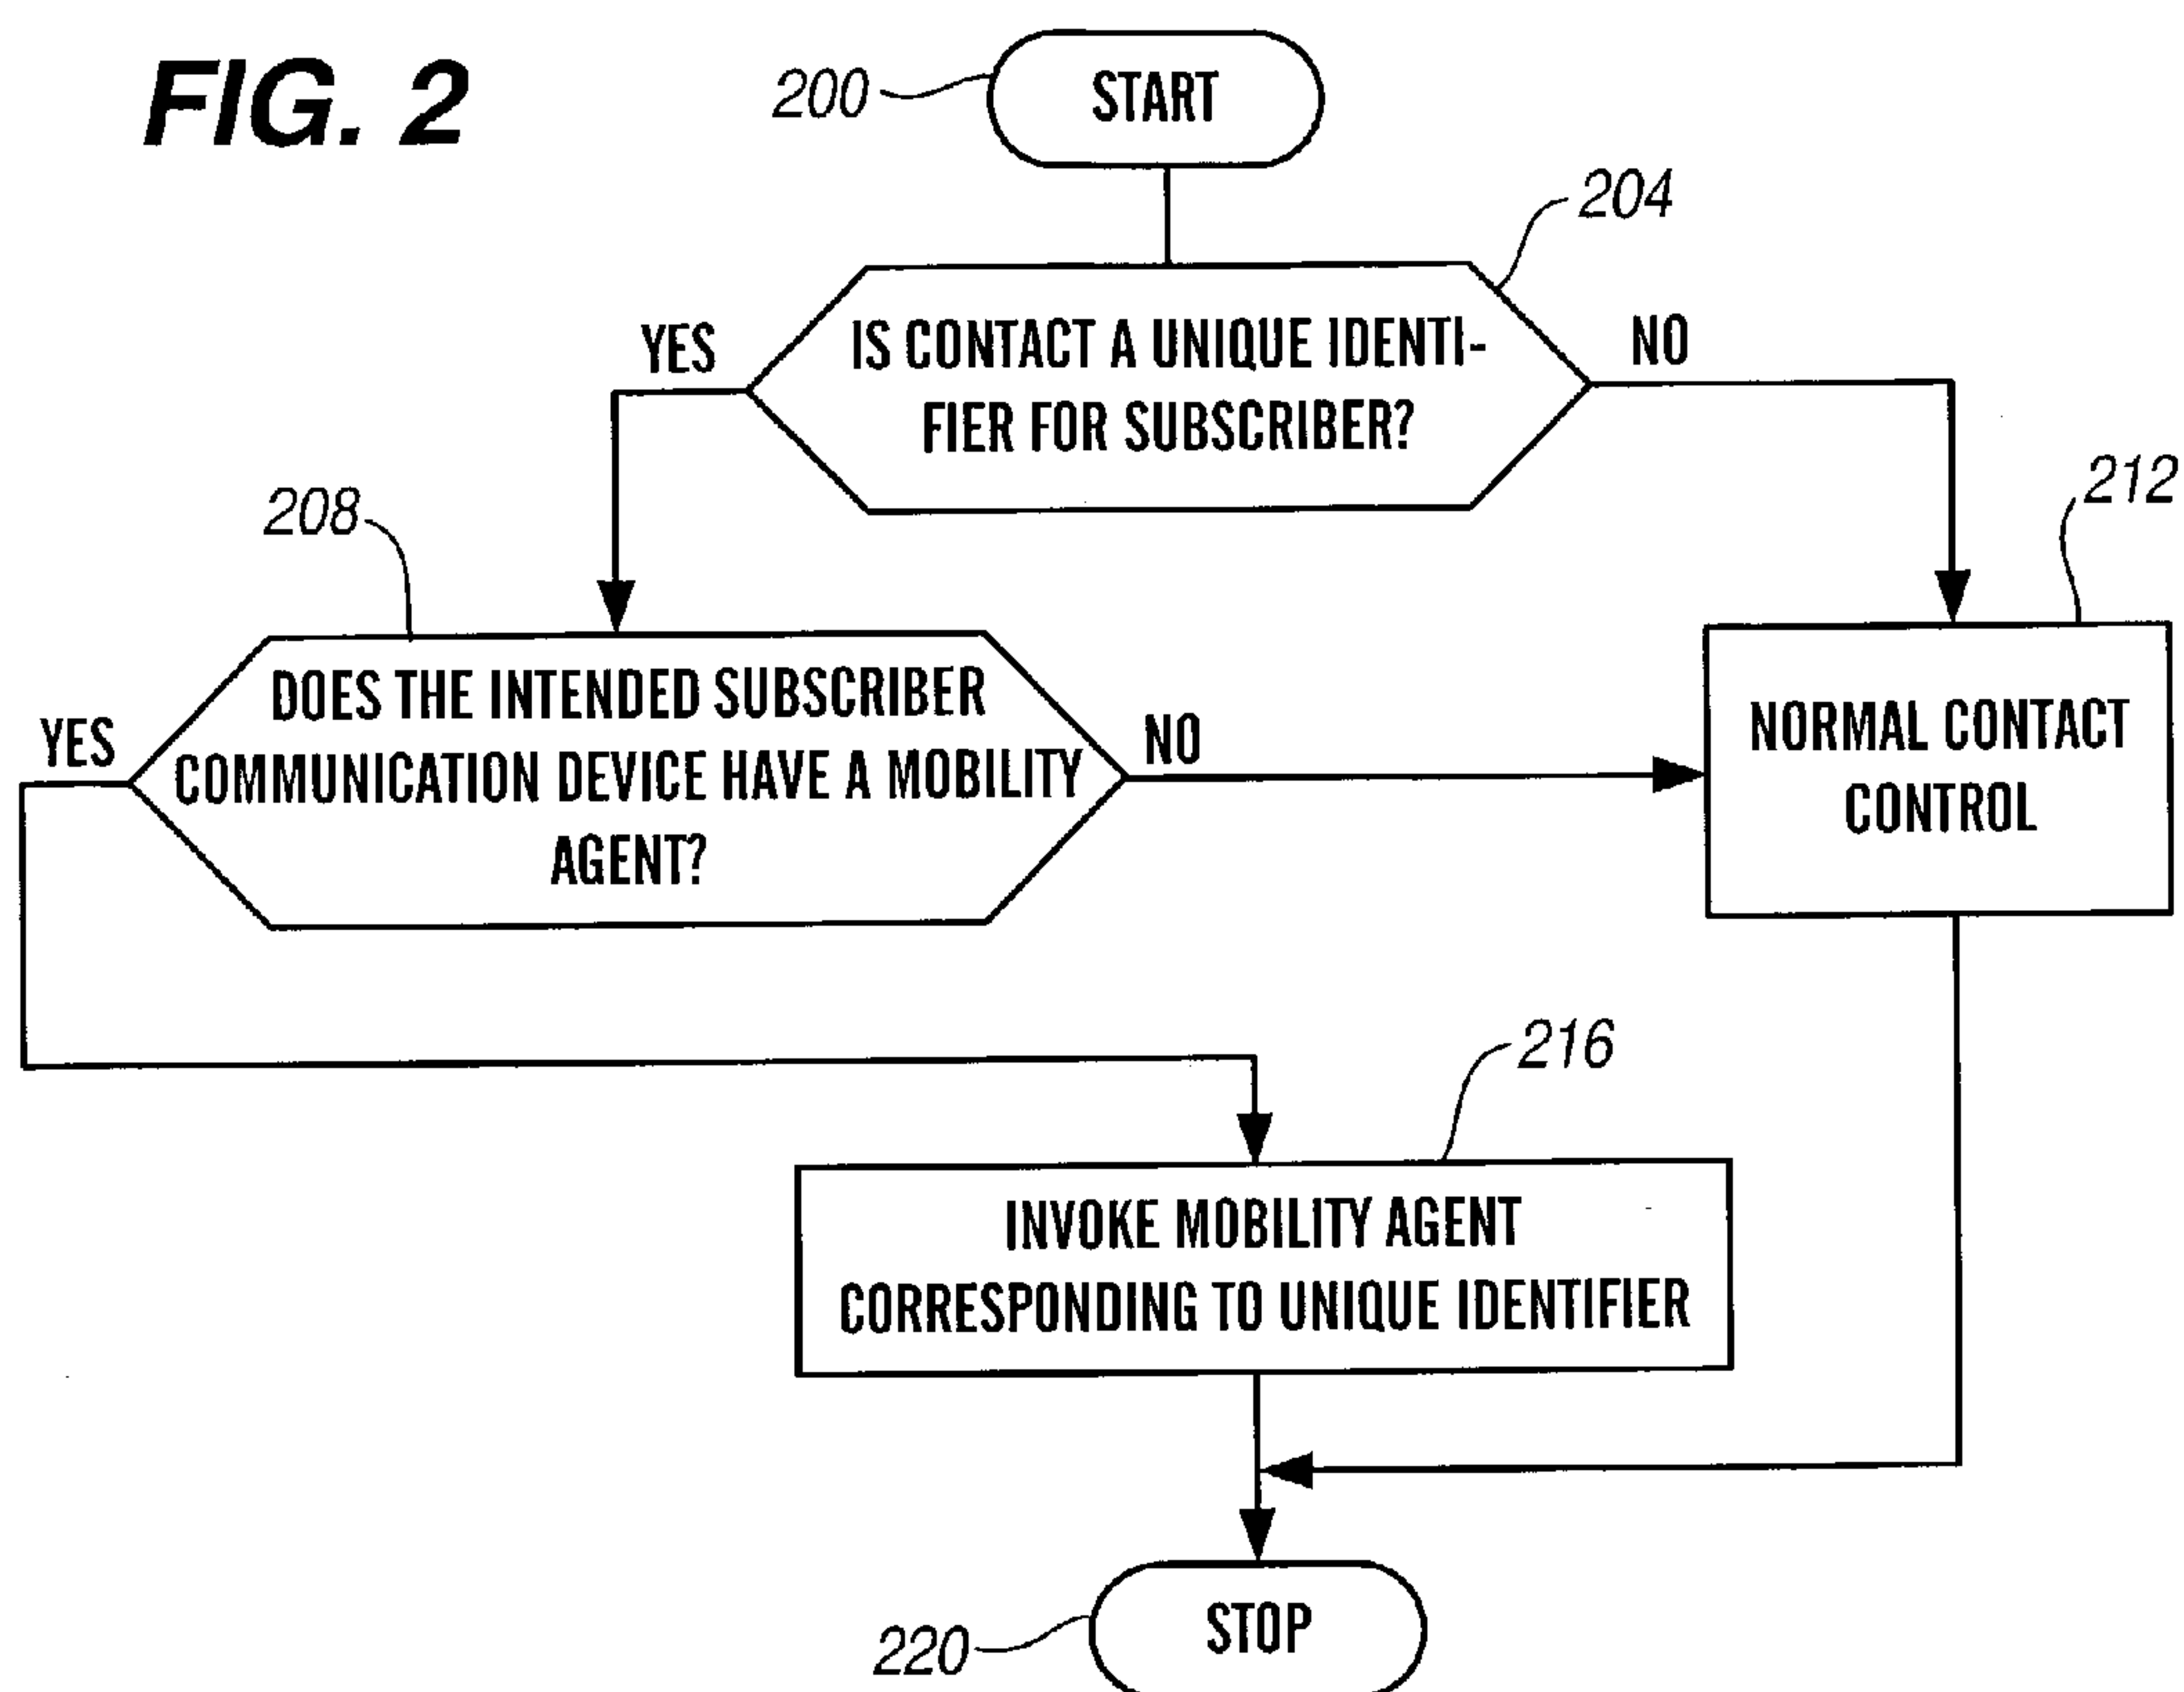 FIG. 2
200
START
204
IS CONTACT A UNIQUE IDENTI-
FIER FOR SUBSCRIBER?
YES
NO
208
212
DOES THE INTENDED SUBSCRIBER
COMMUNICATION DEVICE HAVE A MOBILITY
AGENT?
YES
NO
NORMAL CONTACT
CONTROL
216
INVOKE MOBILITY AGENT
CORRESPONDING TO UNIQUE IDENTIFIER
STOP
220